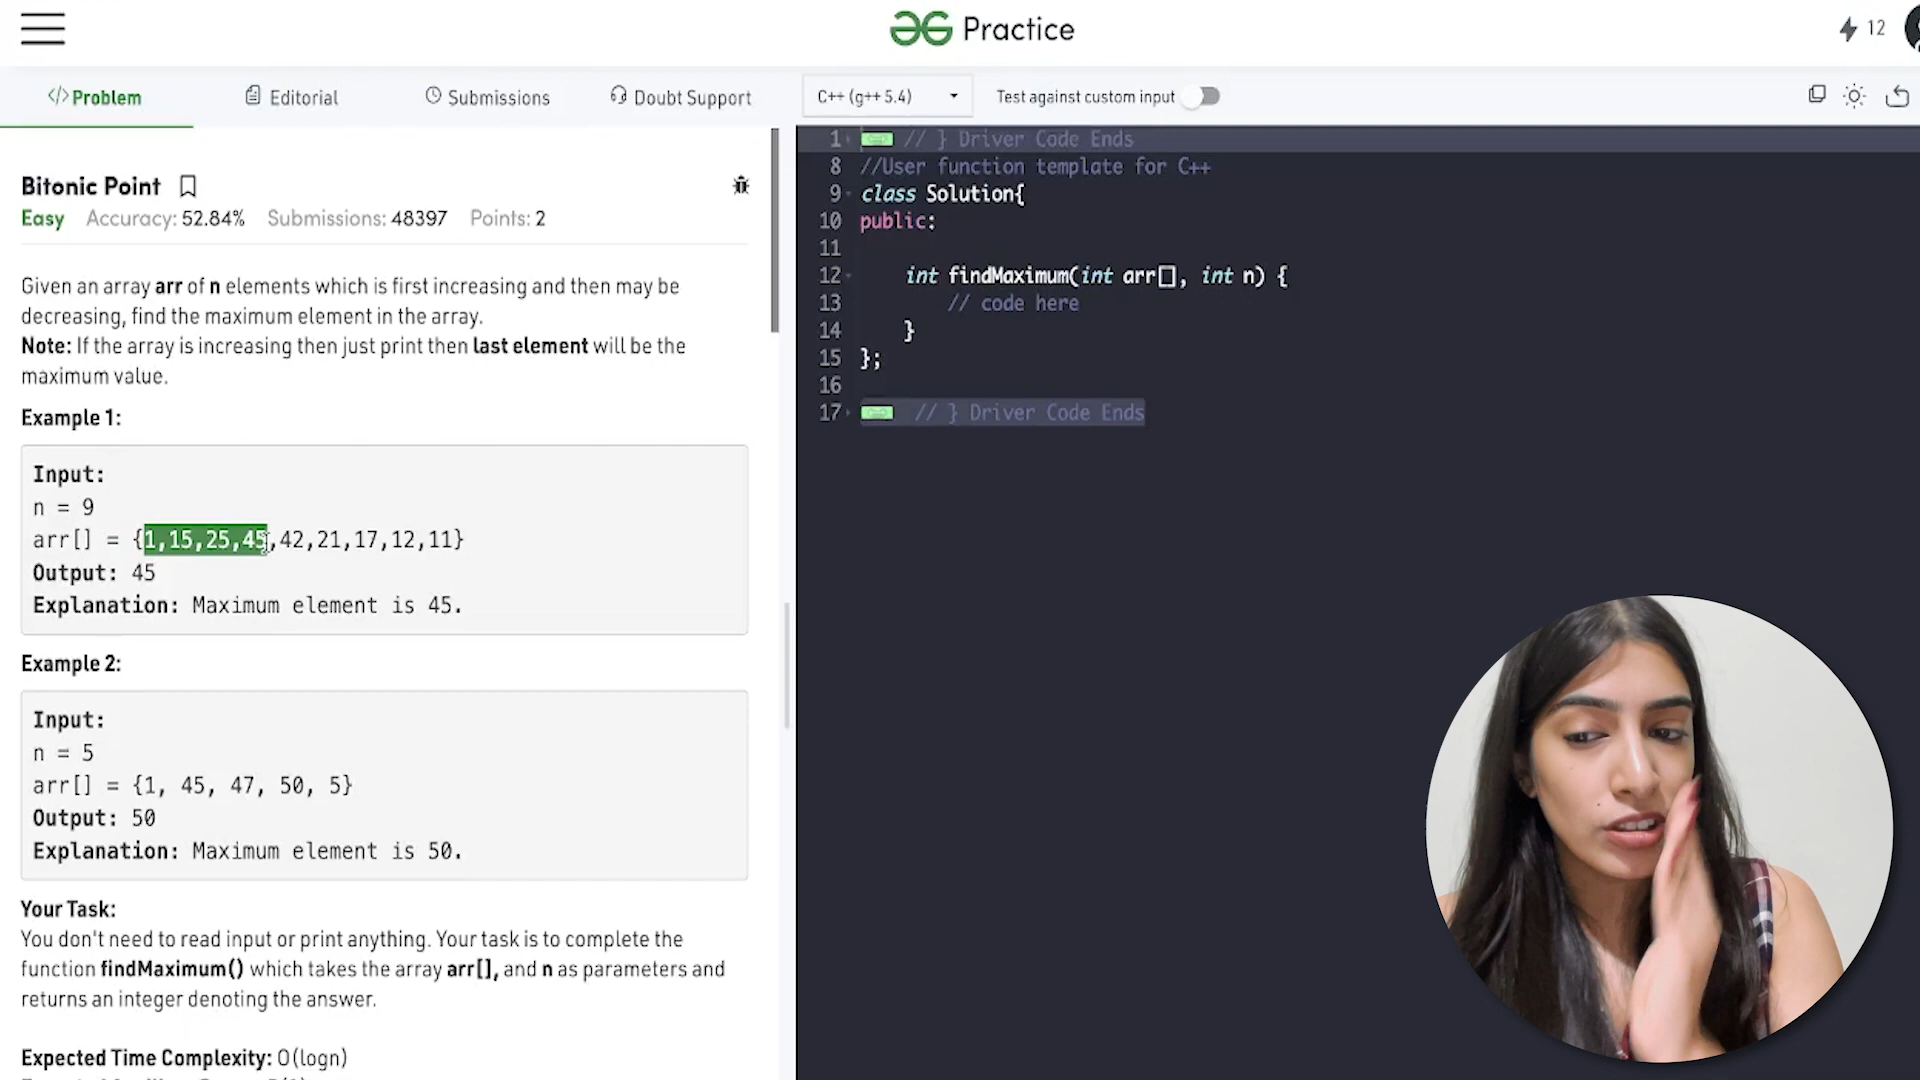 Practice
12
</>Problem
Editorial
Submissions
Doubt Support
C++ (g++ 5.4)
Test against custom input
Bitonic Point
Easy Accuracy: 52.84% Submissions: 48397 Points: 2
Given an array arr of n elements which is first increasing and then may be
decreasing, find the maximum element in the array.
Note: If the array is increasing then just print then last element will be the
maximum value.
Example 1:
Input:
n = 9
arr[] = {1,15,25,45,42,21,17,12,11}
Output: 45
Explanation: Maximum element is 45.
Example 2:
Input:
n = 5
arr[] = {1, 45, 47, 50, 5}
Output: 50
Explanation: Maximum element is 50.
Your Task:
You don't need to read input or print anything. Your task is to complete the
function findMaximum() which takes the array arr[], and n as parameters and
returns an integer denoting the answer.
Expected Time Complexity: O(logn)
1 // } Driver Code Ends
8 //User function template for C++
9 class Solution{
10 public:
11
12 int findMaximum(int arr[], int n) {
13 // code here
14 }
15 };
16
17 // } Driver Code Ends